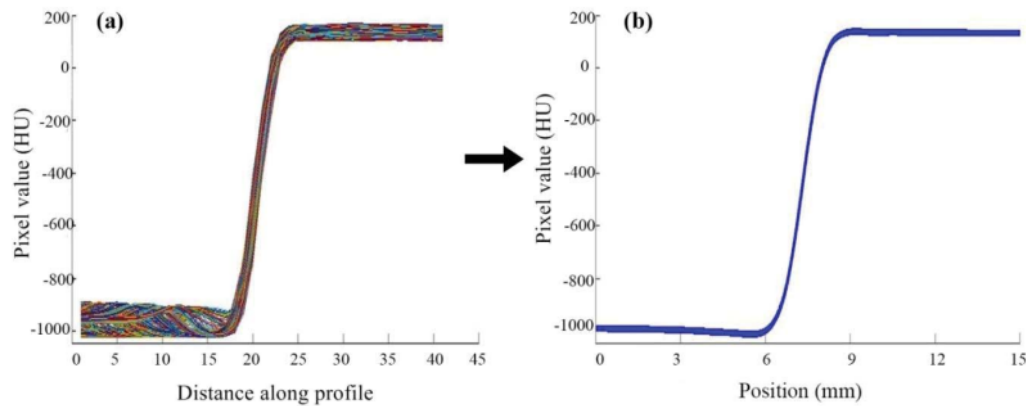 (a)
Pixel value (HU)
200
0
-200
-400
-600
-800
-1000
0 5 10 15 20 25 30 35 40 45
Distance along profile
(b)
Pixel value (HU)
200
0
-200
-400
-600
-800
-1000
0 3 6 9 12 15
Position (mm)